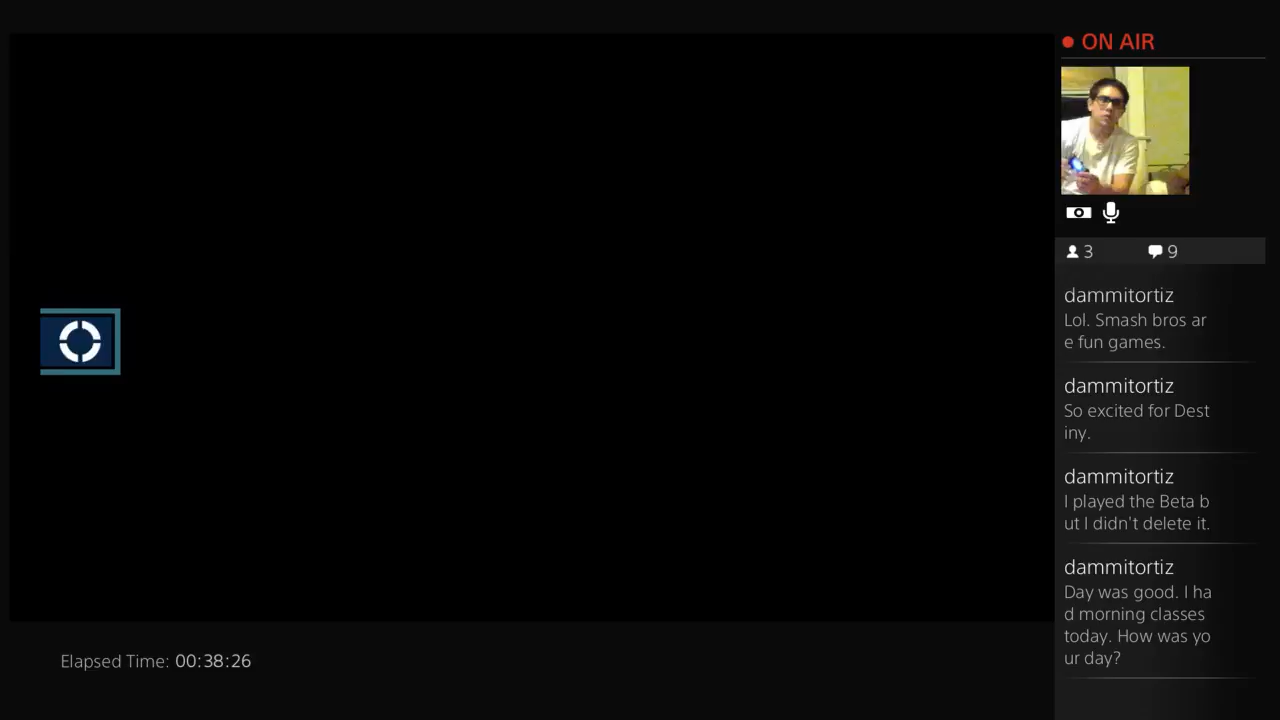 ON AIR
3 9
dammitortiz
Lol. Smash bros ar
e fun games.
dammitortiz
So excited for Dest
iny.
dammitortiz
I played the Beta b
ut I didn't delete it.
dammitortiz
Day was good. I ha
d morning classes
today. How was yo
ur day?
Elapsed Time: 00:38:26